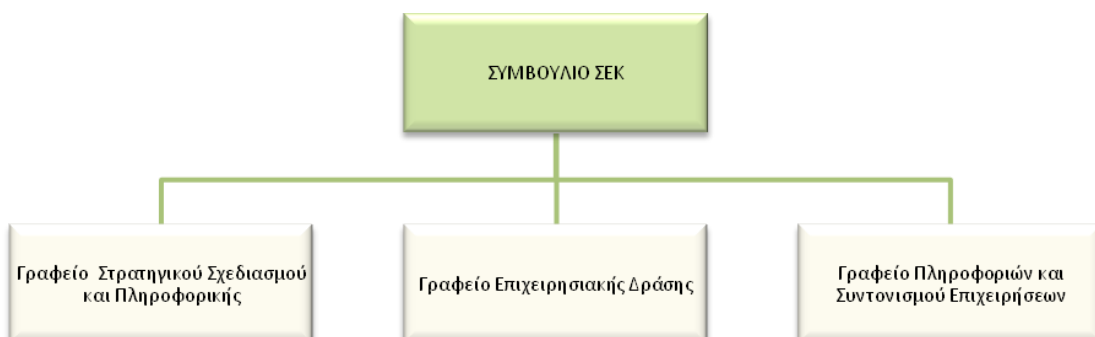 ΣΥΜΒΟΥΛΙΟ ΣΕΚ
Γραφείο Στρατηγικού Σχεδιασμού
και Πληροφορικής
Γραφείο Επιχειρησιακής Δράσης
Γραφείο Πληροφοριών και
Συντονισμού Επιχειρήσεων